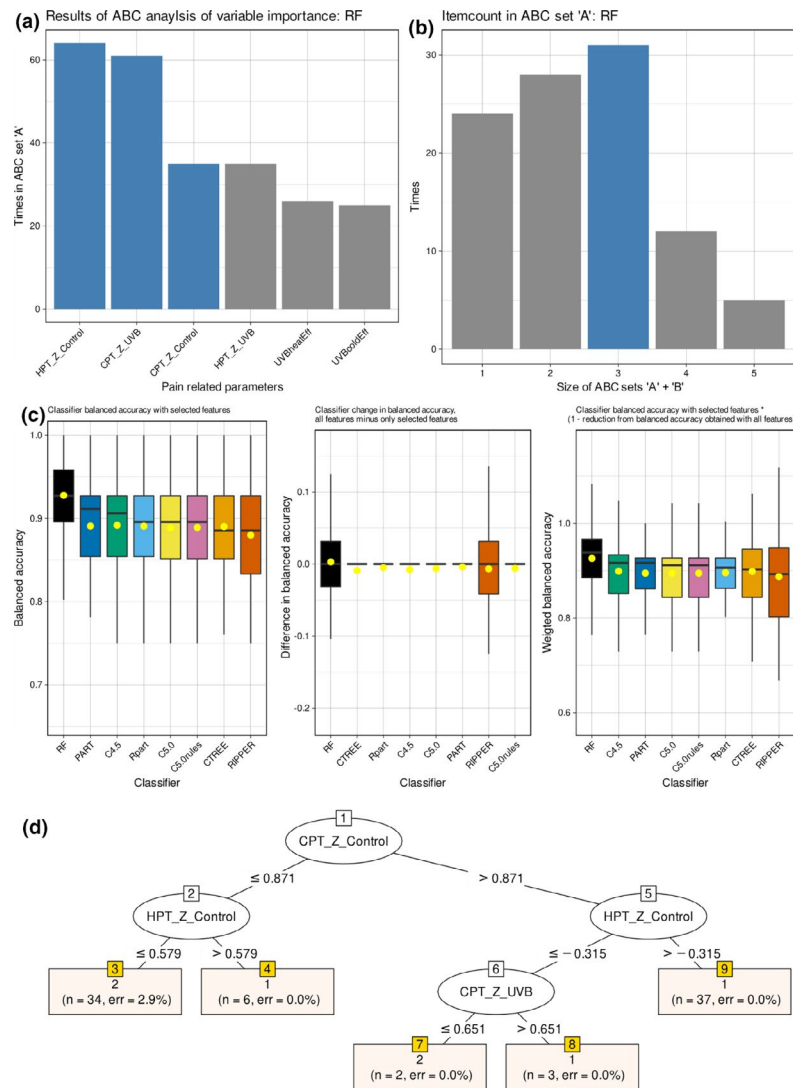 (a)
Results of ABC anaylsis of variable importance: RF
Times in ABC set 'A'
60
40
20
0
HPT_Z_Control
CPT_Z_UVB
CPT_Z_Control
HPT_Z_UVB
UVBheatEff
UVBcoldEff
Pain related parameters
(b)
Itemcount in ABC set 'A': RF
Times
30
20
10
0
1 2 3 4 5
Size of ABC sets 'A' + 'B'
(c)
Classifier balanced accuracy with selected features
Balanced accuracy
1.0
0.9
0.8
0.7
RF
PART
C4.5
Rpart
C5.0
C5.0rules
CTREE
RIPPER
Classifier
Classifier change in balanced accuracy,
all features minus only selected features
Difference in balanced accuracy
0.1
0.0
-0.1
-0.2
RF
CTREE
Rpart
C4.5
C5.0
PART
RIPPER
C5.0rules
Classifier
Classifier balanced accuracy with selected features *
(1 - reduction from balanced accuracy obtained with all features
Weigted balanced accuracy
1.0
0.8
0.6
RF
C4.5
PART
C5.0
C5.0rules
Rpart
CTREE
RIPPER
Classifier
(d)
1
CPT_Z_Control
≤ 0.871
> 0.871
2
HPT_Z_Control
5
HPT_Z_Control
≤ 0.579
> 0.579
≤ −0.315
> −0.315
3
2
(n = 34, err = 2.9%)
4
1
(n = 6, err = 0.0%)
6
CPT_Z_UVB
9
1
(n = 37, err = 0.0%)
≤ 0.651
> 0.651
7
2
(n = 2, err = 0.0%)
8
1
(n = 3, err = 0.0%)